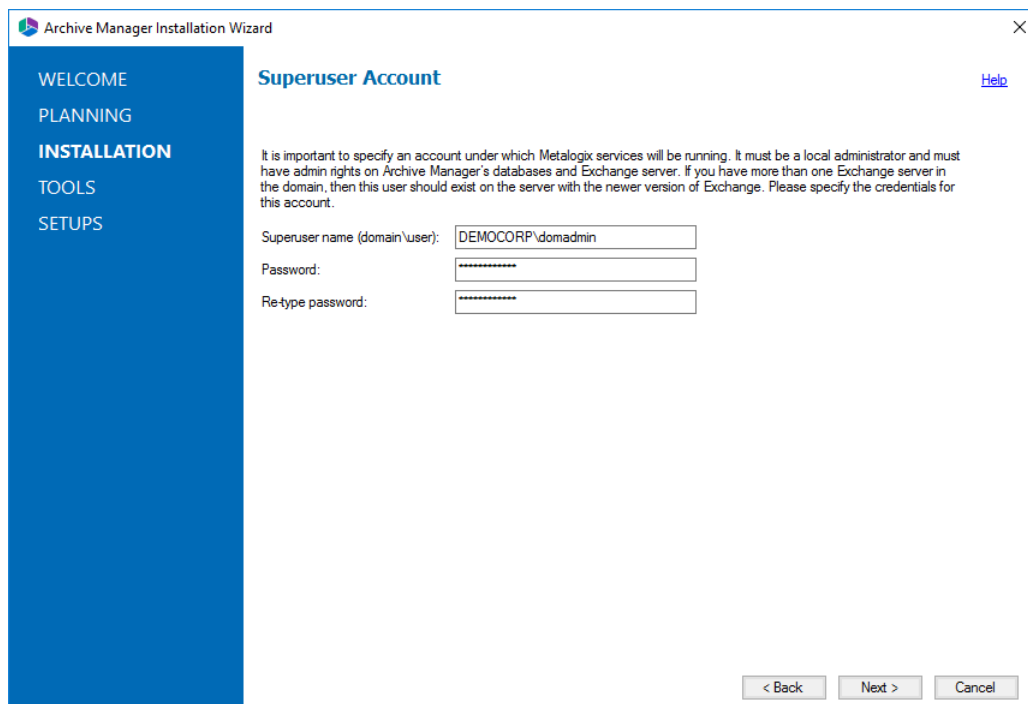 Archive Manager Installation Wizard
WELCOME
PLANNING
INSTALLATION
TOOLS
SETUPS
Superuser Account
Help
It is important to specify an account under which Metalogix services will be running. It must be a local administrator and must
have admin rights on Archive Manager's databases and Exchange server. If you have more than one Exchange server in
the domain, then this user should exist on the server with the newer version of Exchange. Please specify the credentials for
this account.
Superuser name (domain\user): DEMOCORP\domadmin
Password: ************
Re-type password: ************
< Back Next > Cancel